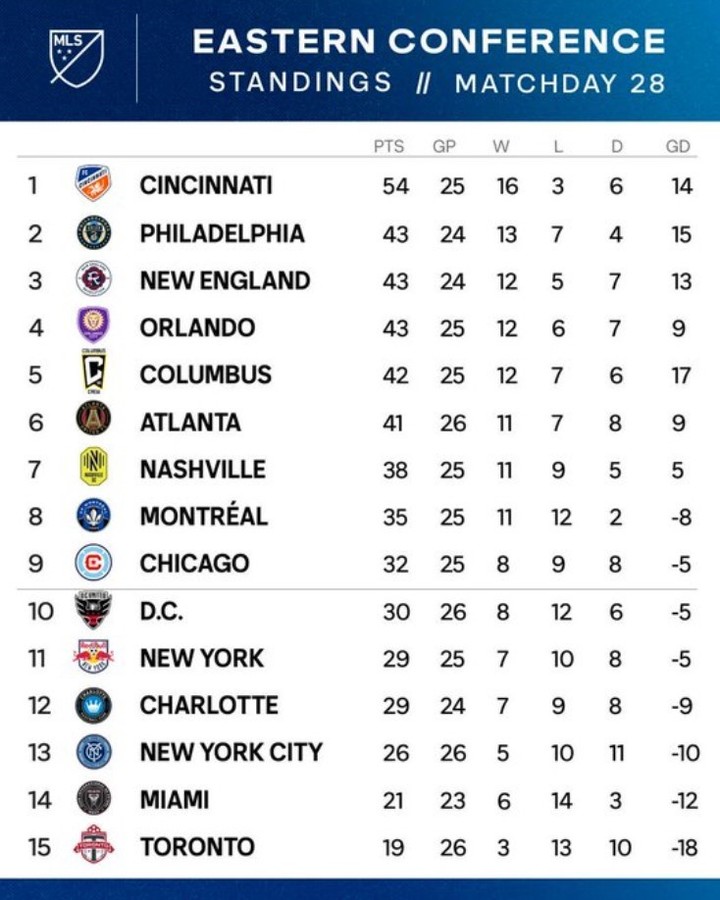 MLS
EASTERN CONFERENCE
STANDINGS // MATCHDAY 28
PTS GP W L D GD
1 CINCINNATI 54 25 16 3 6 14
2 PHILADELPHIA 43 24 13 7 4 15
3 NEW ENGLAND 43 24 12 5 7 13
4 ORLANDO 43 25 12 6 7 9
5 COLUMBUS 42 25 12 7 6 17
6 ATLANTA 41 26 11 7 8 9
7 NASHVILLE 38 25 11 9 5 5
8 MONTRÉAL 35 25 11 12 2 -8
9 CHICAGO 32 25 8 9 8 -5
10 D.C. 30 26 8 12 6 -5
11 NEW YORK 29 25 7 10 8 -5
12 CHARLOTTE 29 24 7 9 8 -9
13 NEW YORK CITY 26 26 5 10 11 -10
14 MIAMI 21 23 6 14 3 -12
15 TORONTO 19 26 3 13 10 -18